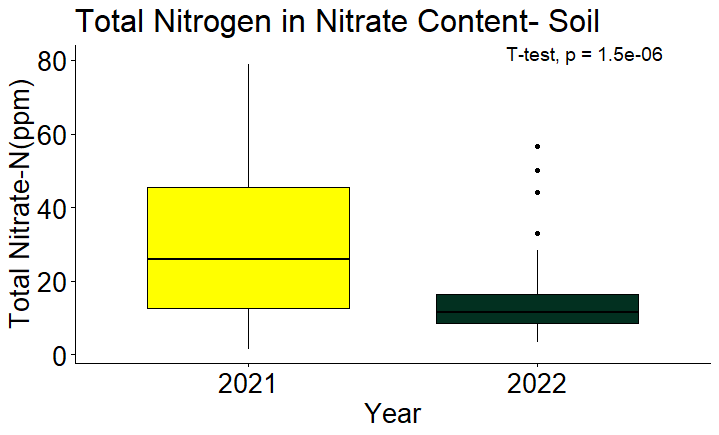 Total Nitrogen in Nitrate Content- Soil
T-test, p = 1.5e-06
Total Nitrate-N(ppm)
80
60
40
20
0
2021 2022
Year